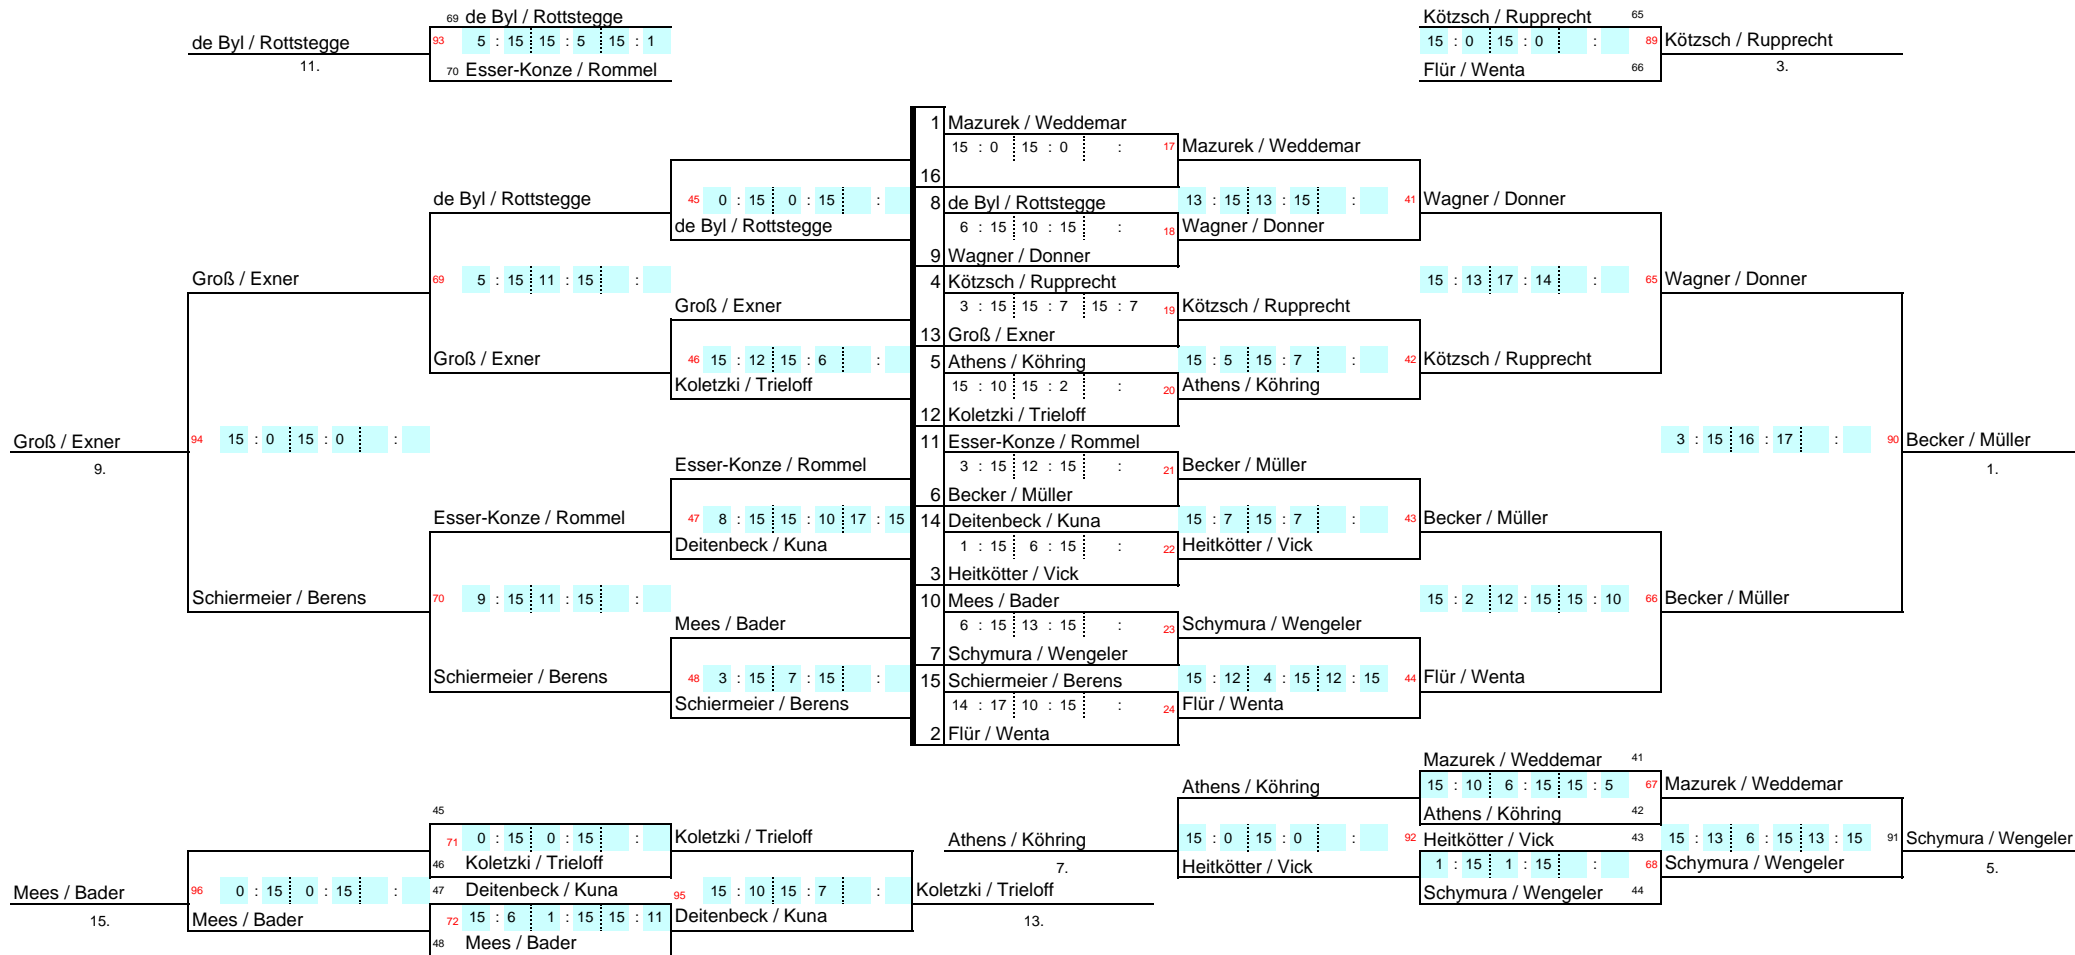 69 de Byl / Rottstegge
Kötzsch / Rupprecht 65
de Byl / Rottstegge 93 5 : 15 15 : 5 15 : 1
15 : 0 15 : 0 : 89 Kötzsch / Rupprecht
11.
70 Esser-Konze / Rommel
Flür / Wenta 66
3.
1 Mazurek / Weddemar
15 : 0 15 : 0 : 17 Mazurek / Weddemar
16
de Byl / Rottstegge 45 0 : 15 0 : 15 :
8 de Byl / Rottstegge
13 : 15 13 : 15 : 41 Wagner / Donner
de Byl / Rottstegge
6 : 15 10 : 15 : 18 Wagner / Donner
9 Wagner / Donner
Groß / Exner 69 5 : 15 11 : 15 :
4 Kötzsch / Rupprecht
15 : 13 17 : 14 : 65 Wagner / Donner
Groß / Exner
3 : 15 15 : 7 15 : 7 19 Kötzsch / Rupprecht
13 Groß / Exner
Groß / Exner 46 15 : 12 15 : 6 :
5 Athens / Köhring
15 : 5 15 : 7 : 42 Kötzsch / Rupprecht
Koletzki / Trieloff
15 : 10 15 : 2 : 20 Athens / Köhring
12 Koletzki / Trieloff
Groß / Exner 94 15 : 0 15 : 0 :
11 Esser-Konze / Rommel
3 : 15 16 : 17 : 90 Becker / Müller
9.
Esser-Konze / Rommel
3 : 15 12 : 15 : 21 Becker / Müller
1.
6 Becker / Müller
Esser-Konze / Rommel 47 8 : 15 15 : 10 17 : 15
14 Deitenbeck / Kuna
15 : 7 15 : 7 : 43 Becker / Müller
Deitenbeck / Kuna
1 : 15 6 : 15 : 22 Heitkötter / Vick
3 Heitkötter / Vick
Schiermeier / Berens 70 9 : 15 11 : 15 :
10 Mees / Bader
15 : 2 12 : 15 15 : 10 66 Becker / Müller
Mees / Bader
6 : 15 13 : 15 : 23 Schymura / Wengeler
7 Schymura / Wengeler
Schiermeier / Berens 48 3 : 15 7 : 15 :
15 Schiermeier / Berens
15 : 12 4 : 15 12 : 15 44 Flür / Wenta
Schiermeier / Berens
14 : 17 10 : 15 : 24 Flür / Wenta
2 Flür / Wenta
Mazurek / Weddemar 41
Athens / Köhring 15 : 10 6 : 15 15 : 5 67 Mazurek / Weddemar
45
Athens / Köhring 42
71 0 : 15 0 : 15 : Koletzki / Trieloff
Athens / Köhring 15 : 0 15 : 0 : 92 Heitkötter / Vick 43 15 : 13 6 : 15 13 : 15 91 Schymura / Wengeler
46 Koletzki / Trieloff
7.
Heitkötter / Vick 1 : 15 1 : 15 : 68 Schymura / Wengeler
5.
Mees / Bader 96 0 : 15 0 : 15 : 47 Deitenbeck / Kuna 95 15 : 10 15 : 7 : Koletzki / Trieloff
Schymura / Wengeler 44
15.
Mees / Bader 72 15 : 6 1 : 15 15 : 11 Deitenbeck / Kuna
13.
48 Mees / Bader